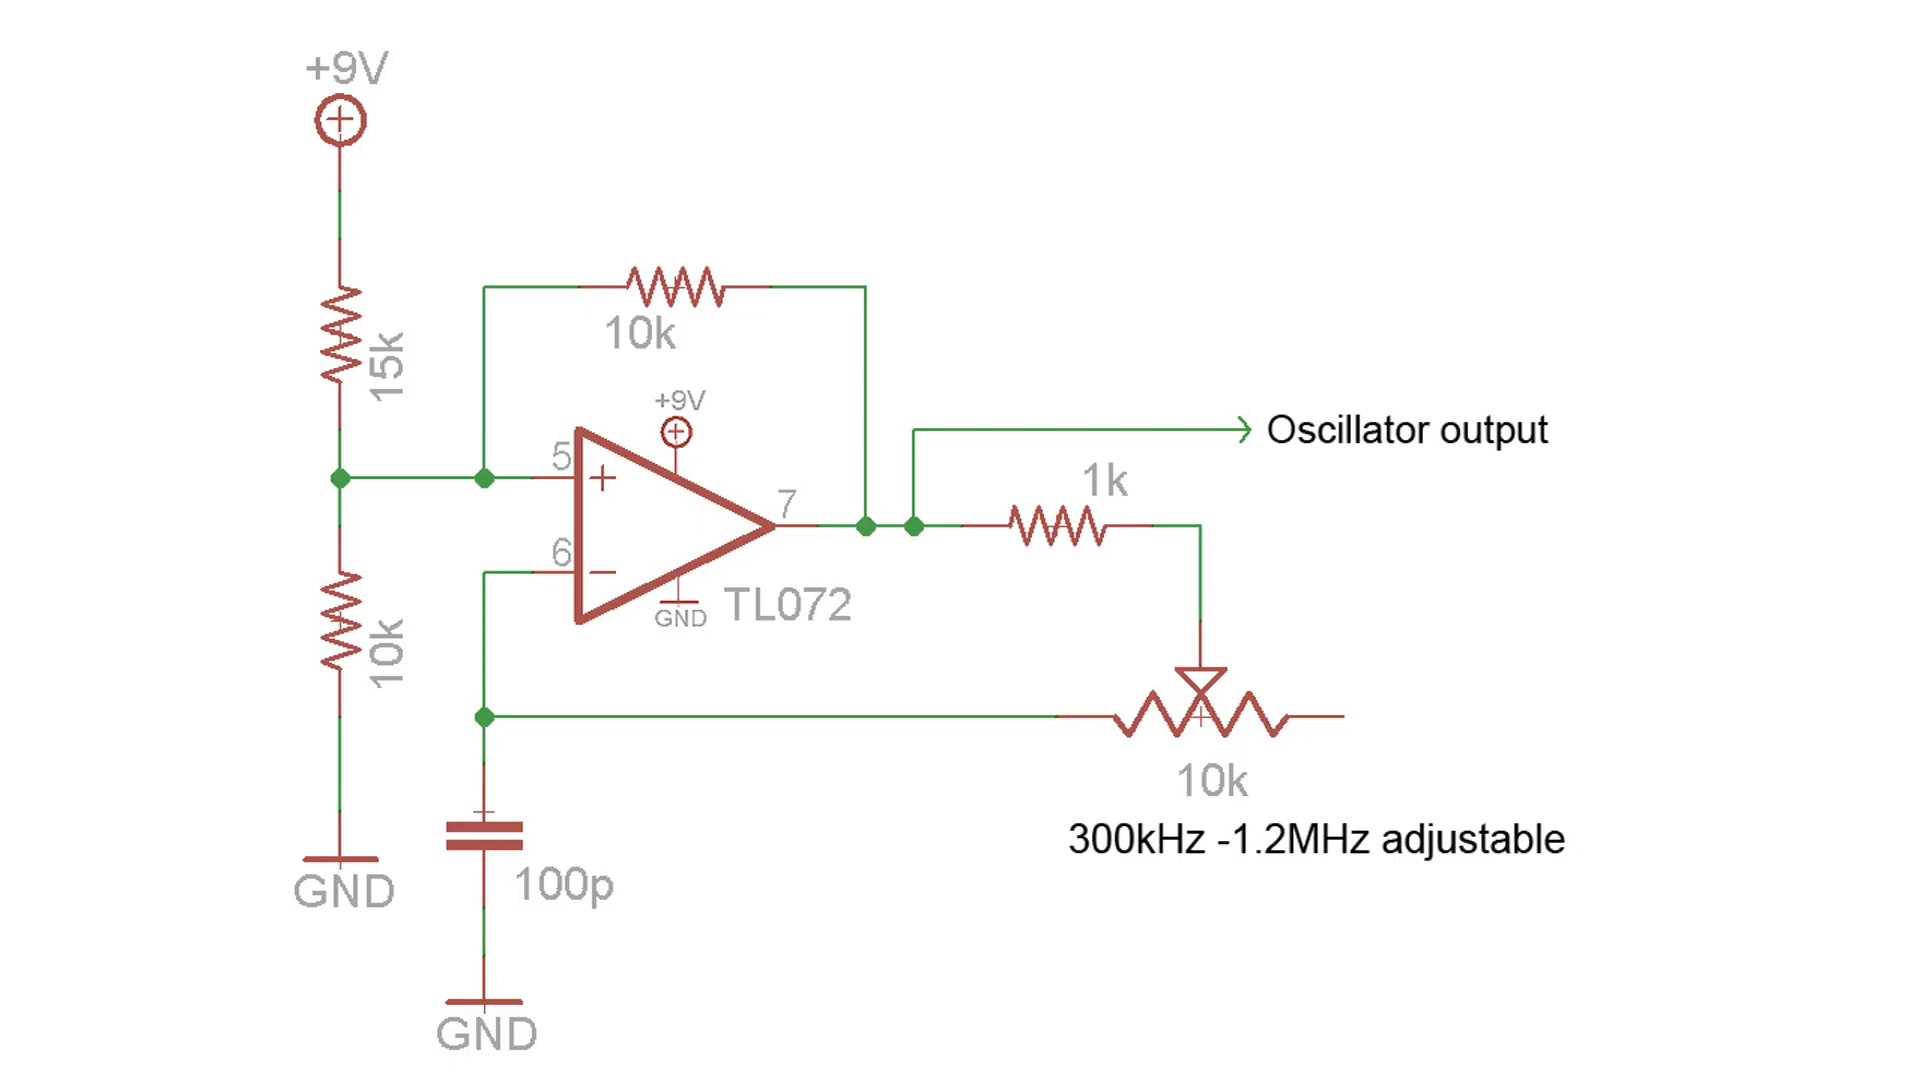 +9V
15k
10k
+9V
5
7
6
GND
TL072
Oscillator output
1k
10k
10k
300kHz -1.2MHz adjustable
GND
100p
GND